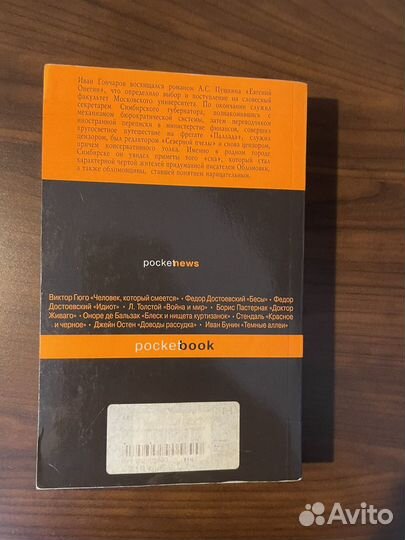 Иван Гончаров восхищался романом А.С. Пушкина «Евгений
Онегин», что определило выбор и поступление на словесный
факультет Московского университета. По окончании служил
секретарем Симбирского губернатора, познакомившись с
механизмом бюрократической системы, затем переводчиком
иностранной переписки в министерстве финансов, совершил
кругосветное путешествие на фрегате «Паллада», служил
цензором, был редактором «Северной пчелы» и снова цензором,
причем консервативного толка. Именно в родном городе
Симбирске он увидел приметы того «сна», который стал
характерной чертой жителей придуманной писателем Обломовки,
а также обломовщины, ставшей понятием нарицательным.
pocketnews
Виктор Гюго «Человек, который смеется» · Федор Достоевский «Бесы» · Федор
Достоевский «Идиот» · Л. Толстой «Война и мир» · Борис Пастернак «Доктор
Живаго» · Оноре де Бальзак «Блеск и нищета куртизанок» · Стендаль «Красное
и черное» · Джейн Остен «Доводы рассудка» · Иван Бунин «Темные аллеи»
pocketbook
Avito